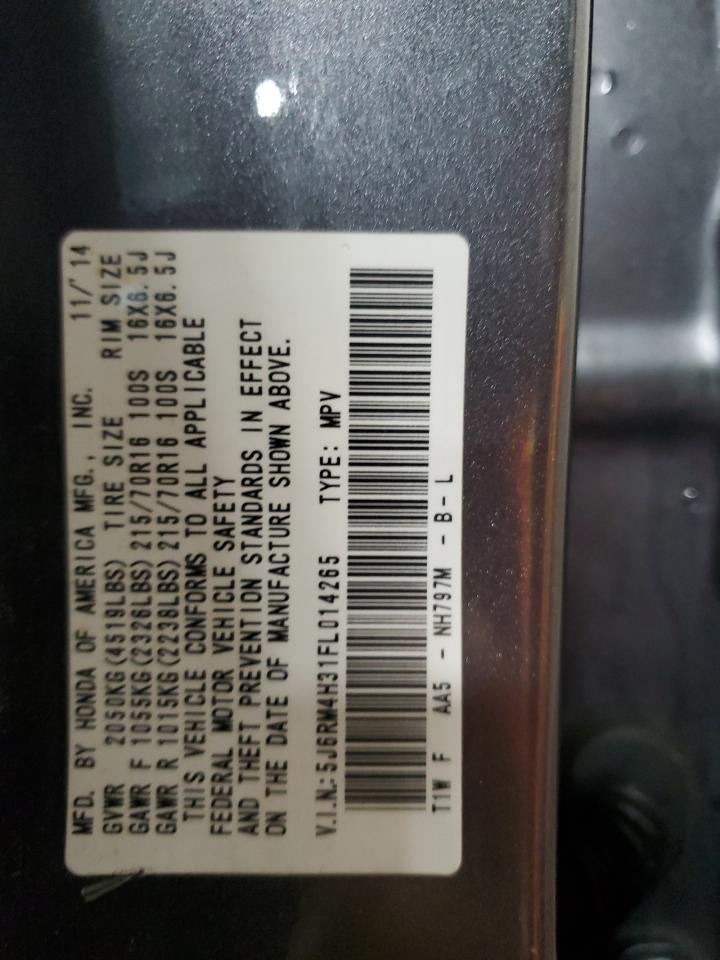 MFD. BY HONDA OF AMERICA MFG., INC. 11/'14
GVWR 2050KG(4519LBS) TIRE SIZE RIM SIZE
GAWR F 1055KG(2326LBS) 215/70R16 100S 16X6.5J
GAWR R 1015KG(2238LBS) 215/70R16 100S 16X6.5J
THIS VEHICLE CONFORMS TO ALL APPLICABLE
FEDERAL MOTOR VEHICLE SAFETY
AND THEFT PREVENTION STANDARDS IN EFFECT
ON THE DATE OF MANUFACTURE SHOWN ABOVE.
V.I.N.: 5J6RM4H31FL014265 TYPE: MPV
T1W F AA5 - NH797M - B - L